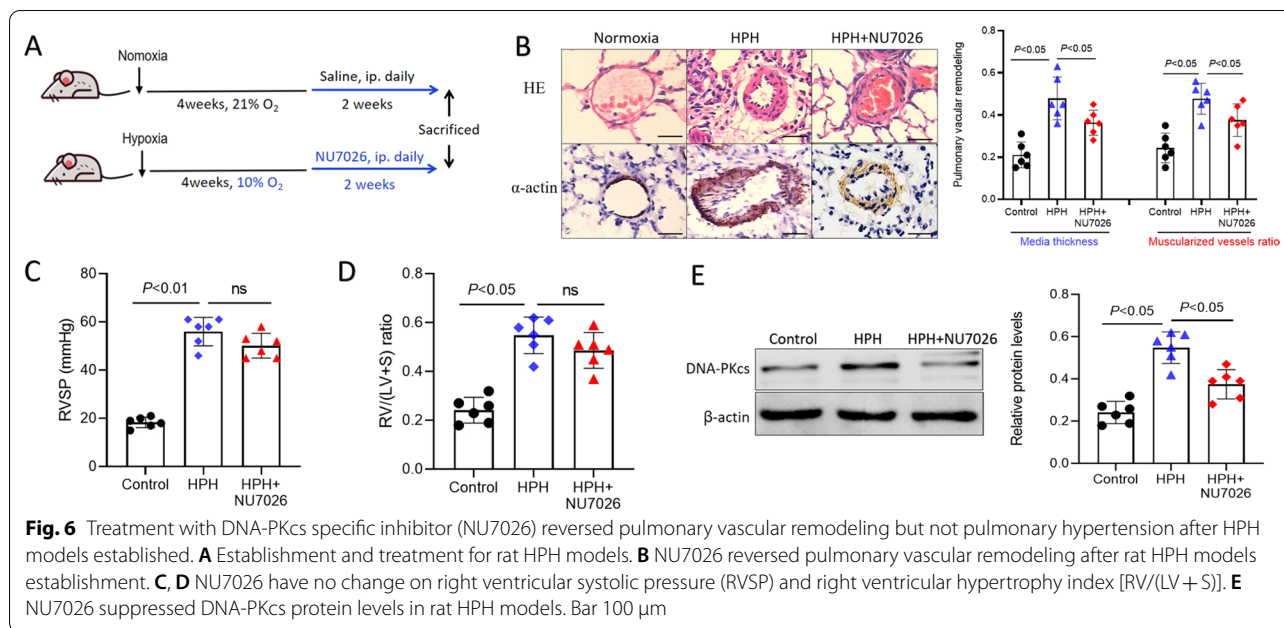 A
Nomoxia
Saline, ip. daily
4weeks, 21% O₂
2 weeks
Sacrificed
Hypoxia
NU7026, ip. daily
4weeks, 10% O₂
2 weeks
B
Normoxia HPH HPH+NU7026
HE
α-actin
Pulmonary vascular remodeling
0.8
0.6
0.4
0.2
0.0
P<0.05 P<0.05
P<0.05 P<0.05
Control HPH HPH+ NU7026
Control HPH HPH+ NU7026
Media thickness Muscularized vessels ratio
C
RVSP (mmHg)
80
60
40
20
0
P<0.01 ns
Control HPH HPH+ NU7026
D
RV/(LV+S) ratio
0.8
0.6
0.4
0.2
0.0
P<0.05 ns
Control HPH HPH+ NU7026
E
Control HPH HPH+NU7026
DNA-PKcs
β-actin
Relative protein levels
0.8
0.6
0.4
0.2
0.0
P<0.05 P<0.05
Control HPH HPH+ NU7026
Fig. 6 Treatment with DNA-PKcs specific inhibitor (NU7026) reversed pulmonary vascular remodeling but not pulmonary hypertension after HPH
models established. A Establishment and treatment for rat HPH models. B NU7026 reversed pulmonary vascular remodeling after rat HPH models
establishment. C, D NU7026 have no change on right ventricular systolic pressure (RVSP) and right ventricular hypertrophy index [RV/(LV + S)]. E
NU7026 suppressed DNA-PKcs protein levels in rat HPH models. Bar 100 μm